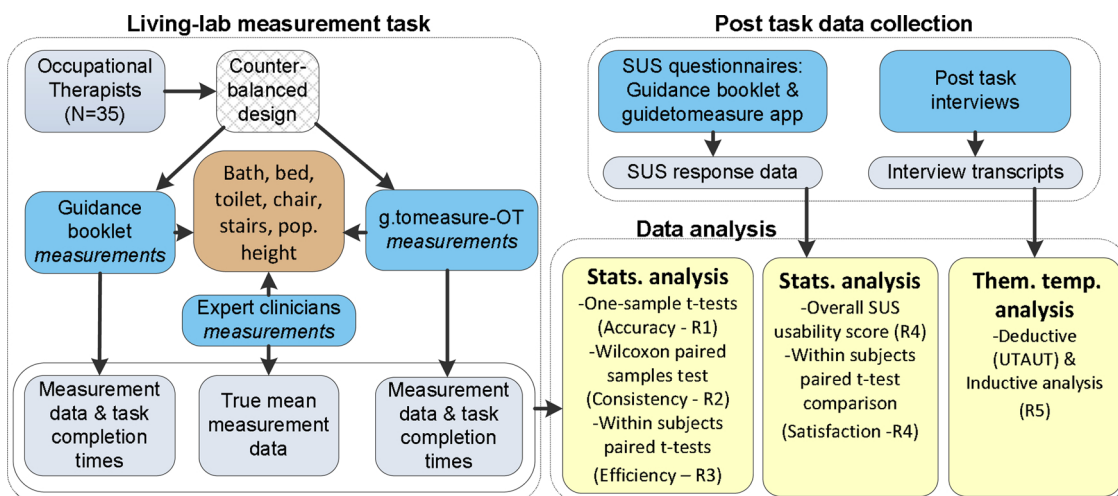 Living-lab measurement task
Occupational
Therapists
(N=35)
Counter-
balanced
design
Bath, bed,
toilet, chair,
stairs, pop.
height
Guidance
booklet
measurements
g.tomeasure-OT
measurements
Expert clinicians
measurements
Measurement
data & task
completion
times
True mean
measurement
data
Measurement
data & task
completion
times
Post task data collection
SUS questionnaires:
Guidance booklet &
guidetomeasure app
Post task
interviews
SUS response data
Interview transcripts
Data analysis
Stats. analysis
-One-sample t-tests
(Accuracy - R1)
-Wilcoxon paired
samples test
(Consistency - R2)
-Within subjects
paired t-tests
(Efficiency – R3)
Stats. analysis
-Overall SUS
usability score (R4)
-Within subjects
paired t-test
comparison
(Satisfaction -R4)
Them. temp.
analysis
-Deductive
(UTAUT) &
Inductive analysis
(R5)